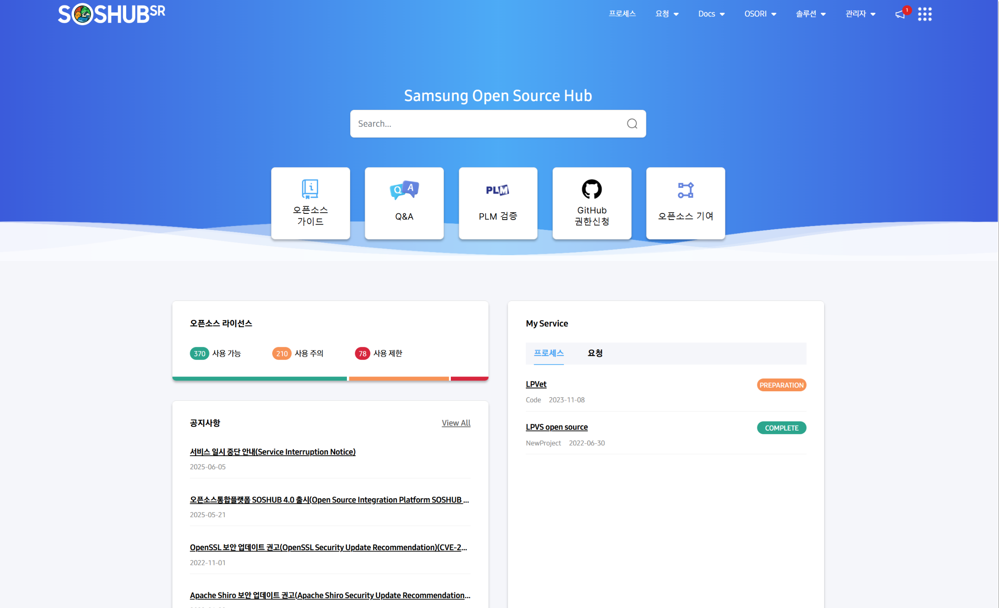 SOSHUB SR
프로세스
요청
Docs
OSORI
솔루션
관리자
1
Samsung Open Source Hub
Search...
오픈소스
가이드
Q A
Q&A
PLM
PLM 검증
GitHub
권한신청
오픈소스 기여
오픈소스 라이선스
370 사용 가능
210 사용 주의
78 사용 제한
공지사항
View All
서비스 일시 중단 안내(Service Interruption Notice)
2025-06-05
오픈소스통합플랫폼 SOSHUB 4.0 출시(Open Source Integration Platform SOSHUB ...
2025-05-21
OpenSSL 보안 업데이트 권고(OpenSSL Security Update Recommendation)(CVE-2...
2022-11-01
Apache Shiro 보안 업데이트 권고(Apache Shiro Security Update Recommendation...
My Service
프로세스
요청
LPVet
PREPARATION
Code 2023-11-08
LPVS open source
COMPLETE
NewProject 2022-06-30